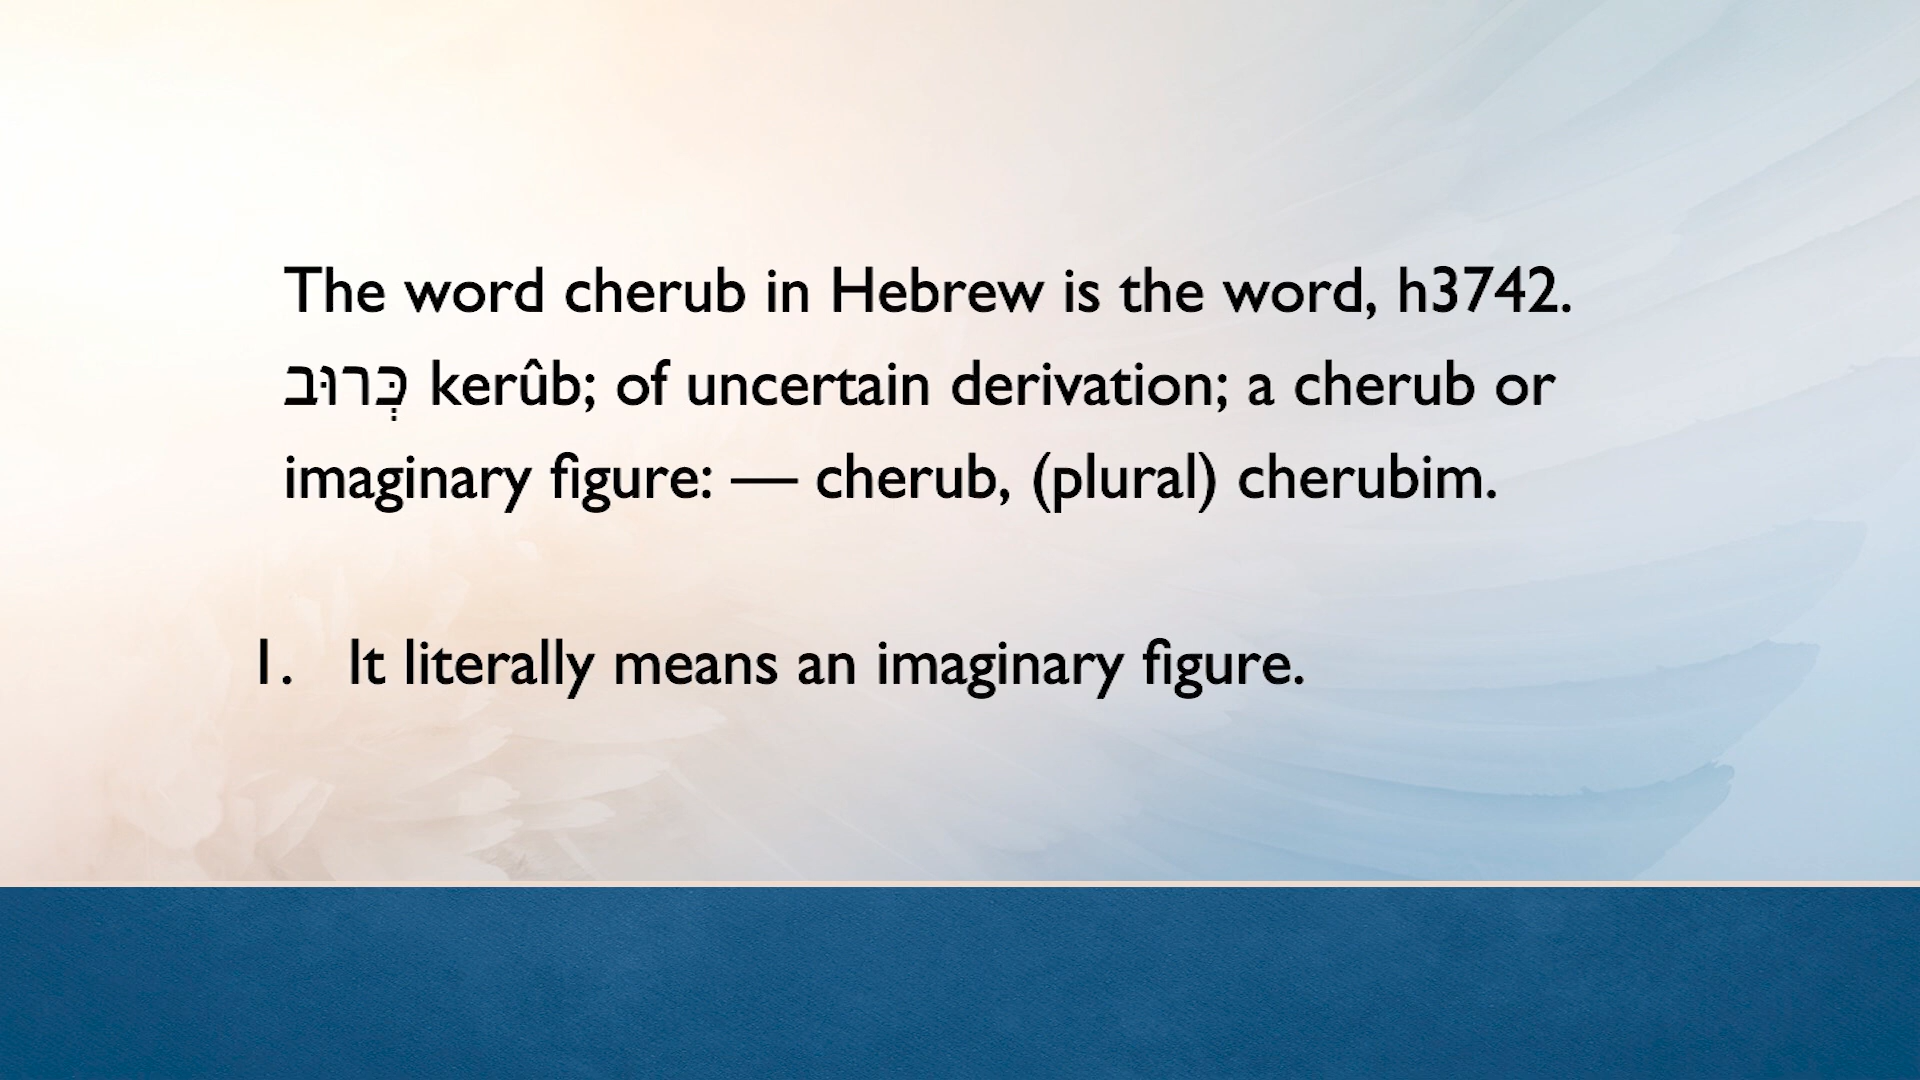 The word cherub in Hebrew is the word, h3742.
כְּרוּב kerûb; of uncertain derivation; a cherub or
imaginary figure: — cherub, (plural) cherubim.
1. It literally means an imaginary figure.